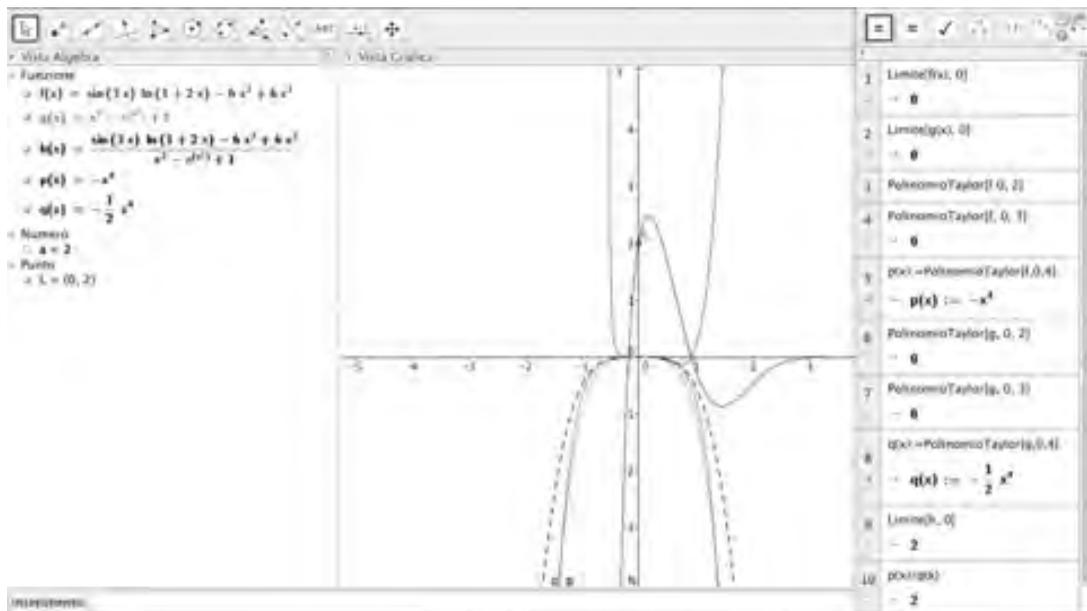 Vista Algebra
Funzione
f(x) = sin(3 x) ln(1 + 2 x) − 6 x² + 6 x³
h(x) = sin(3 x) ln(1 + 2 x) − 6 x² + 6 x³
p(x) = −x⁴
q(x) = −1/2 x⁴
Numero
a = 2
Punto
L = (0, 2)
Vista Grafica
1 Limite[f(x), 0]
→ 0
2 Limite[g(x), 0]
→ 0
3 PolinomioTaylor[f, 0, 2]
4 PolinomioTaylor[f, 0, 3]
→ 0
5 p(x):=PolinomioTaylor[f,0,4]
→ p(x) := −x⁴
6 PolinomioTaylor[g, 0, 2]
→ 0
7 PolinomioTaylor[g, 0, 3]
→ 0
8 q(x):=PolinomioTaylor[g,0,4]
→ q(x) := −1/2 x⁴
9 Limite[h, 0]
→ 2
10 p(x)/q(x)
→ 2
Inserimento: